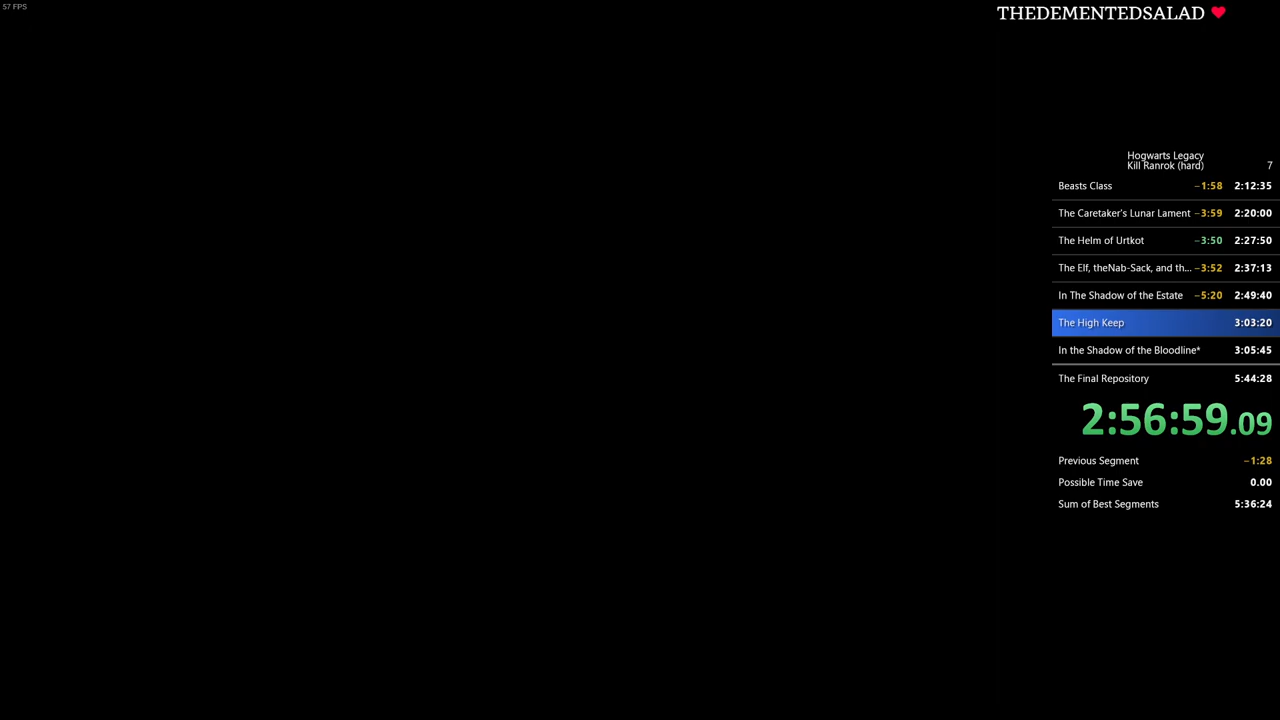 57 FPS
THEDEMENTEDSALAD ❤
Hogwarts Legacy
Kill Ranrok (hard) 7
Beasts Class −1:58 2:12:35
The Caretaker's Lunar Lament −3:59 2:20:00
The Helm of Urtkot −3:50 2:27:50
The Elf, theNab-Sack, and th... −3:52 2:37:13
In The Shadow of the Estate −5:20 2:49:40
The High Keep 3:03:20
In the Shadow of the Bloodline* 3:05:45
The Final Repository 5:44:28
2:56:59.09
Previous Segment −1:28
Possible Time Save 0.00
Sum of Best Segments 5:36:24